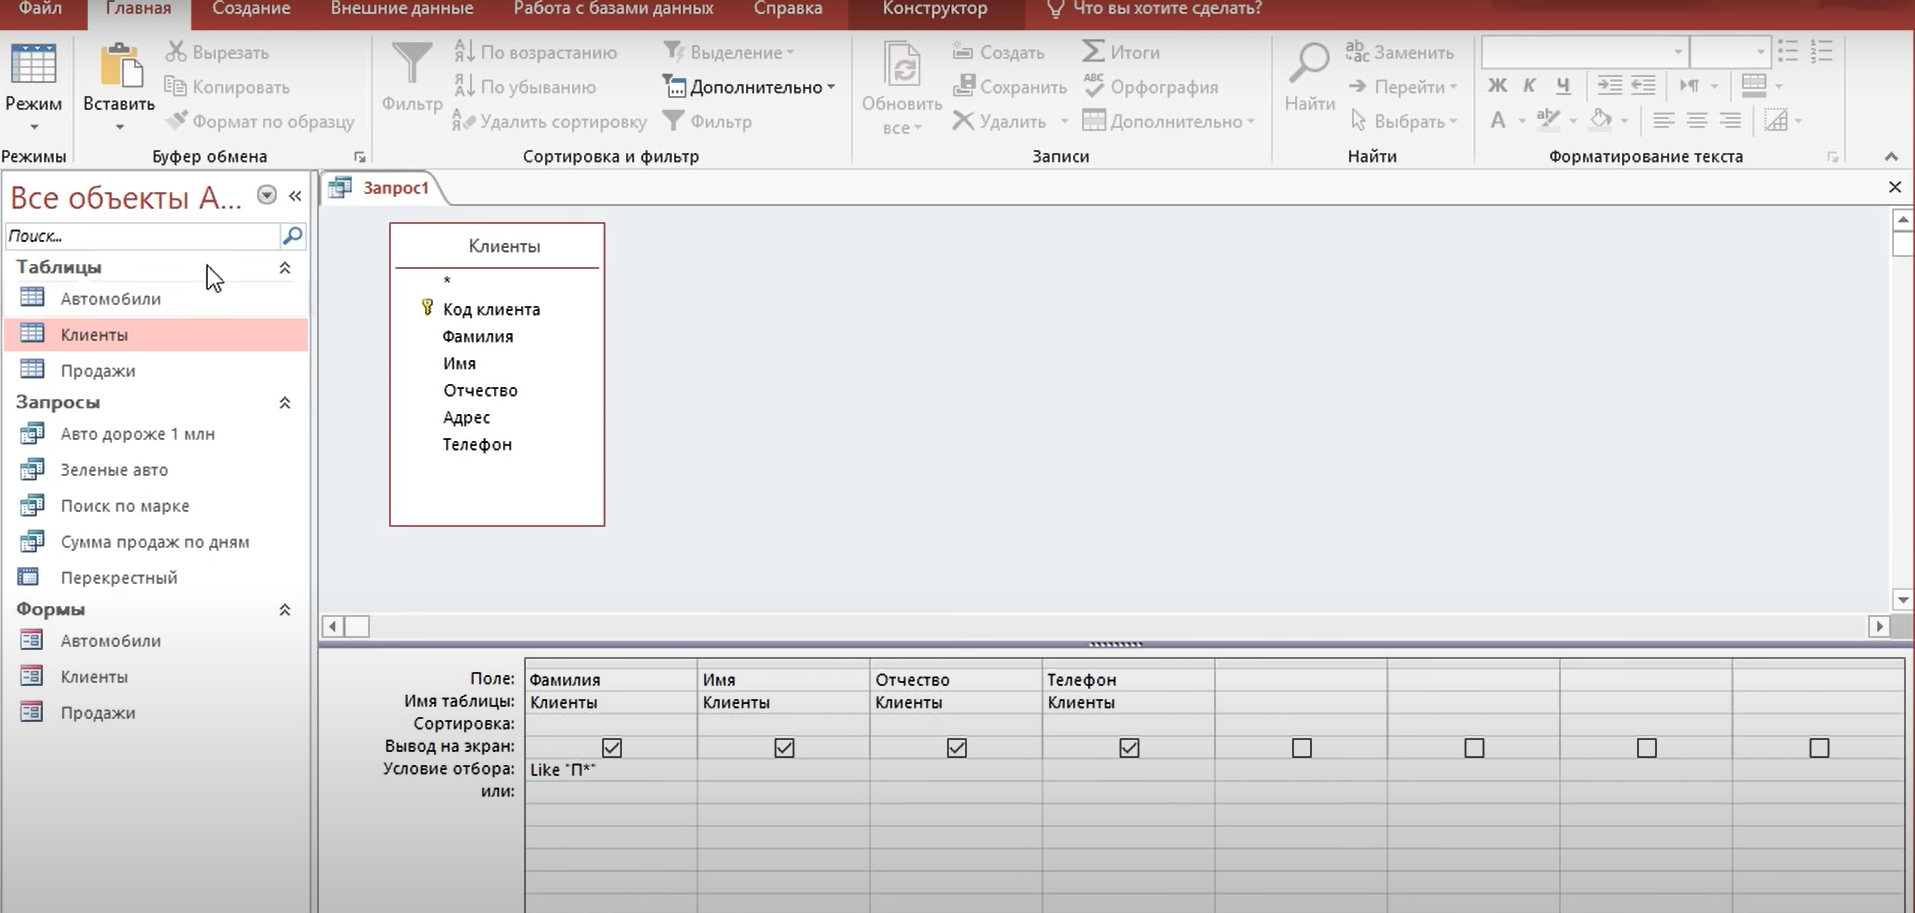 Файл Главная Создание Внешние данные Работа с базами данных Справка Конструктор Что вы хотите сделать?
Режим
Режимы
Вставить
Вырезать
Копировать
Формат по образцу
Буфер обмена
Фильтр
По возрастанию
По убыванию
Удалить сортировку
Выделение
Дополнительно
Фильтр
Сортировка и фильтр
Обновить
все
Создать
Сохранить
Удалить
Итоги
Орфография
Дополнительно
Записи
Найти
Заменить
Перейти
Выбрать
Найти
Ж К Ч
А
Форматирование текста
Все объекты A...
Поиск...
Таблицы
Автомобили
Клиенты
Продажи
Запросы
Авто дороже 1 млн
Зеленые авто
Поиск по марке
Сумма продаж по дням
Перекрестный
Формы
Автомобили
Клиенты
Продажи
Запрос1
Клиенты
*
Код клиента
Фамилия
Имя
Отчество
Адрес
Телефон
Поле: Фамилия Имя Отчество Телефон
Имя таблицы: Клиенты Клиенты Клиенты Клиенты
Сортировка:
Вывод на экран:
Условие отбора: Like "П*"
или: